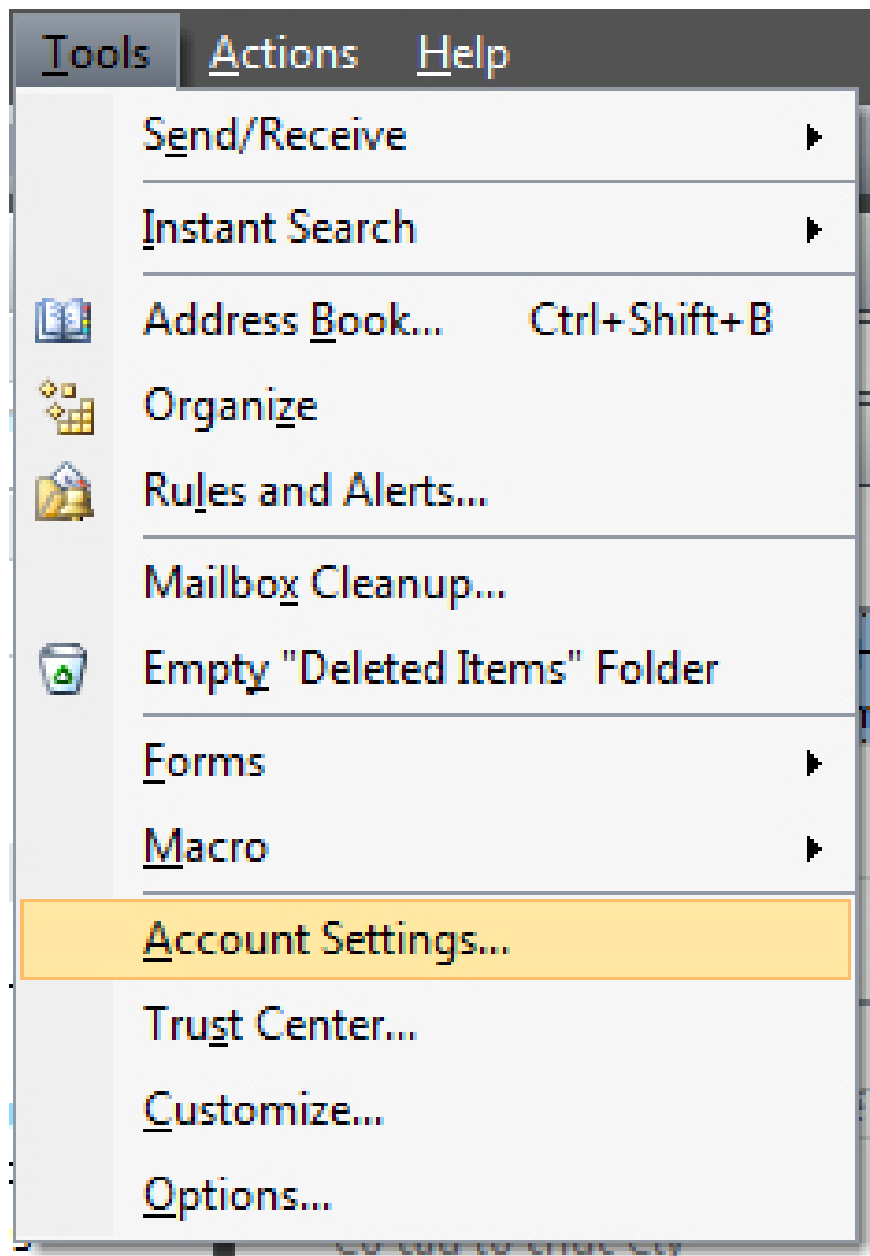 Tools Actions Help
Send/Receive
Instant Search
Address Book... Ctrl+Shift+B
Organize
Rules and Alerts...
Mailbox Cleanup...
Empty "Deleted Items" Folder
Forms
Macro
Account Settings...
Trust Center...
Customize...
Options...